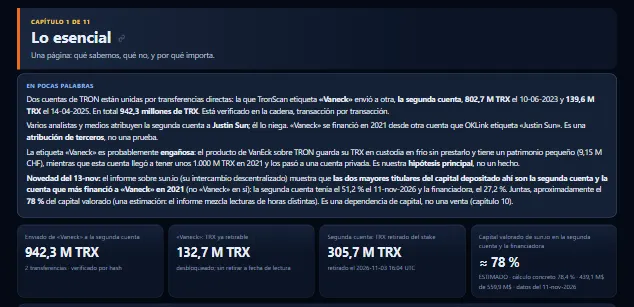 CAPÍTULO 1 DE 11
Lo esencial
Una página: qué sabemos, qué no, y por qué importa.
EN POCAS PALABRAS
Dos cuentas de TRON están unidas por transferencias directas: la que TronScan etiqueta «Vaneck» envió a otra, la segunda cuenta, 802,7 M TRX el 10-06-2023 y 139,6 M
TRX el 14-04-2025. En total 942,3 millones de TRX. Está verificado en la cadena, transacción por transacción.
Varios analistas y medios atribuyen la segunda cuenta a Justin Sun; él lo niega. «Vaneck» se financió en 2021 desde otra cuenta que OKLink etiqueta «Justin Sun». Es una
atribución de terceros, no una prueba.
La etiqueta «Vaneck» es probablemente engañosa: el producto de VanEck sobre TRON guarda su TRX en custodia en frío sin prestarlo y tiene un patrimonio pequeño (9,15 M
CHF), mientras que esta cuenta llegó a tener unos 1.000 M TRX en 2021 y los pasó a una cuenta privada. Es nuestra hipótesis principal, no un hecho.
Novedad del 13-nov: el informe sobre sun.io (su intercambio descentralizado) muestra que las dos mayores titulares del capital depositado ahí son la segunda cuenta y la
cuenta que más financió a «Vaneck» en 2021 (no «Vaneck» en sí): la segunda cuenta tenía el 51,2 % el 11-nov-2026 y la financiadora, el 27,2 %. Juntas, aproximadamente el
78 % del capital valorado (una estimación: el informe mezcla lecturas de horas distintas). Es una dependencia de capital, no una venta (capítulo 10).
Enviado de «Vaneck» a la segunda cuenta
942,3 M TRX
2 transferencias · verificado por hash
«Vaneck»: TRX ya retirable
132,7 M TRX
desbloqueado; sin retirar a fecha de lectura
Segunda cuenta: TRX retirado del stake
305,7 M TRX
retirado el 2026-11-03 16:04 UTC
Capital valorado de sun.io en la segunda
cuenta y la financiadora
≈ 78 %
ESTIMADO · cálculo concreto 78,4 % · 439,1 M$
de 559,9 M$ · datos del 11-nov-2026